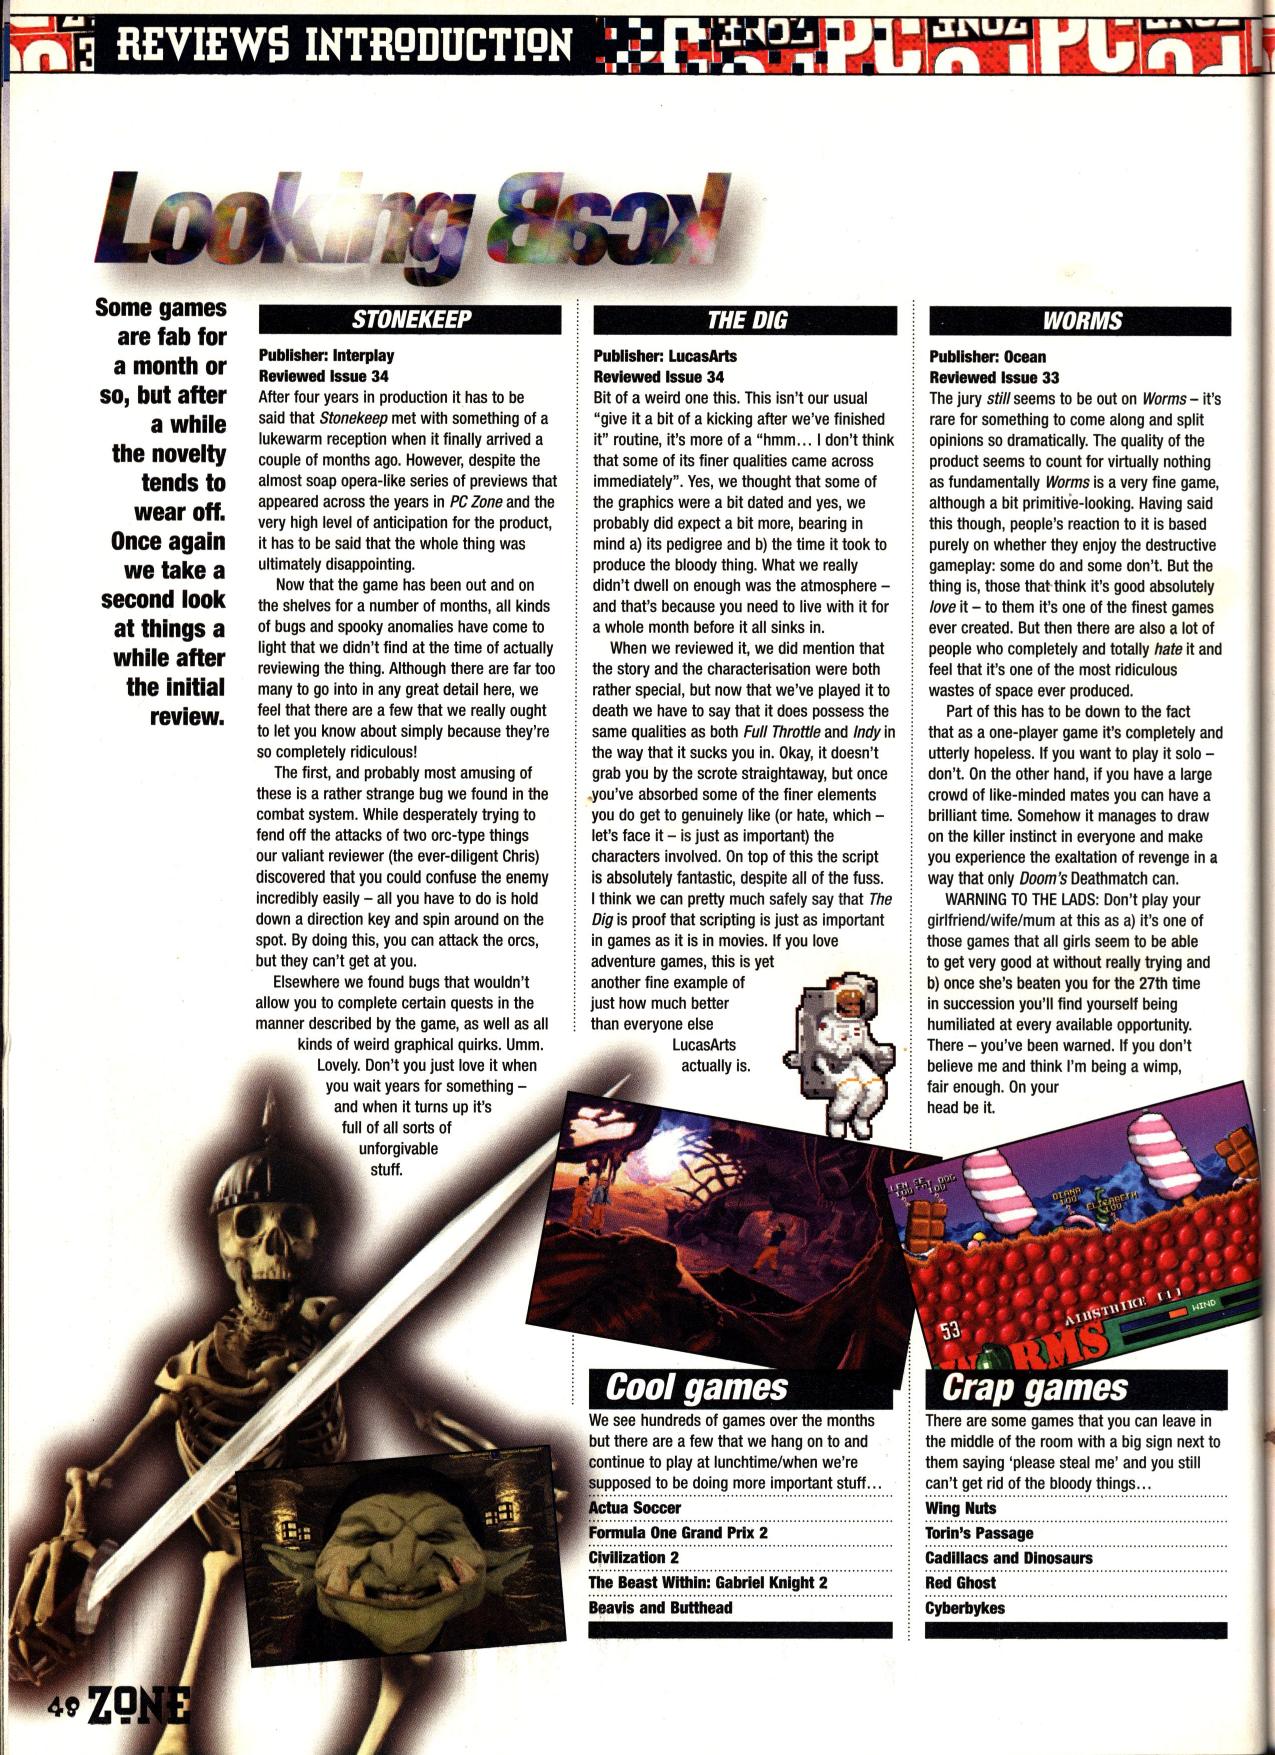 REVIEWS INTRODUCTION
Looking Back
Some games
are fab for
a month or
so, but after
a while
the novelty
tends to
wear off.
Once again
we take a
second look
at things a
while after
the initial
review.
STONEKEEP
Publisher: Interplay
Reviewed Issue 34
After four years in production it has to be
said that Stonekeep met with something of a
lukewarm reception when it finally arrived a
couple of months ago. However, despite the
almost soap opera-like series of previews that
appeared across the years in PC Zone and the
very high level of anticipation for the product,
it has to be said that the whole thing was
ultimately disappointing.
Now that the game has been out and on
the shelves for a number of months, all kinds
of bugs and spooky anomalies have come to
light that we didn't find at the time of actually
reviewing the thing. Although there are far too
many to go into in any great detail here, we
feel that there are a few that we really ought
to let you know about simply because they're
so completely ridiculous!
The first, and probably most amusing of
these is a rather strange bug we found in the
combat system. While desperately trying to
fend off the attacks of two orc-type things
our valiant reviewer (the ever-diligent Chris)
discovered that you could confuse the enemy
incredibly easily – all you have to do is hold
down a direction key and spin around on the
spot. By doing this, you can attack the orcs,
but they can't get at you.
Elsewhere we found bugs that wouldn't
allow you to complete certain quests in the
manner described by the game, as well as all
kinds of weird graphical quirks. Umm.
Lovely. Don't you just love it when
you wait years for something –
and when it turns up it's
full of all sorts of
unforgivable
stuff.
THE DIG
Publisher: LucasArts
Reviewed Issue 34
Bit of a weird one this. This isn't our usual
“give it a bit of a kicking after we've finished
it” routine, it's more of a “hmm... I don't think
that some of its finer qualities came across
immediately”. Yes, we thought that some of
the graphics were a bit dated and yes, we
probably did expect a bit more, bearing in
mind a) its pedigree and b) the time it took to
produce the bloody thing. What we really
didn't dwell on enough was the atmosphere –
and that's because you need to live with it for
a whole month before it all sinks in.
When we reviewed it, we did mention that
the story and the characterisation were both
rather special, but now that we've played it to
death we have to say that it does possess the
same qualities as both Full Throttle and Indy in
the way that it sucks you in. Okay, it doesn't
grab you by the scrote straightaway, but once
you've absorbed some of the finer elements
you do get to genuinely like (or hate, which –
let's face it – is just as important) the
characters involved. On top of this the script
is absolutely fantastic, despite all of the fuss.
I think we can pretty much safely say that The
Dig is proof that scripting is just as important
in games as it is in movies. If you love
adventure games, this is yet
another fine example of
just how much better
than everyone else
LucasArts
actually is.
WORMS
Publisher: Ocean
Reviewed Issue 33
The jury still seems to be out on Worms – it's
rare for something to come along and split
opinions so dramatically. The quality of the
product seems to count for virtually nothing
as fundamentally Worms is a very fine game,
although a bit primitive-looking. Having said
this though, people's reaction to it is based
purely on whether they enjoy the destructive
gameplay: some do and some don't. But the
thing is, those that think it's good absolutely
love it – to them it's one of the finest games
ever created. But then there are also a lot of
people who completely and totally hate it and
feel that it's one of the most ridiculous
wastes of space ever produced.
Part of this has to be down to the fact
that as a one-player game it's completely and
utterly hopeless. If you want to play it solo –
don't. On the other hand, if you have a large
crowd of like-minded mates you can have a
brilliant time. Somehow it manages to draw
on the killer instinct in everyone and make
you experience the exaltation of revenge in a
way that only Doom's Deathmatch can.
WARNING TO THE LADS: Don't play your
girlfriend/wife/mum at this as a) it's one of
those games that all girls seem to be able
to get very good at without really trying and
b) once she's beaten you for the 27th time
in succession you'll find yourself being
humiliated at every available opportunity.
There – you've been warned. If you don't
believe me and think I'm being a wimp,
fair enough. On your
head be it.
DIANA
100
ELIZABETH
100
AIRSTRIKE [1]
WIND
53
WORMS
Cool games
We see hundreds of games over the months
but there are a few that we hang on to and
continue to play at lunchtime/when we're
supposed to be doing more important stuff...
Actua Soccer
Formula One Grand Prix 2
Civilization 2
The Beast Within: Gabriel Knight 2
Beavis and Butthead
Crap games
There are some games that you can leave in
the middle of the room with a big sign next to
them saying ‘please steal me’ and you still
can't get rid of the bloody things...
Wing Nuts
Torin's Passage
Cadillacs and Dinosaurs
Red Ghost
Cyberbykes
48 ZONE